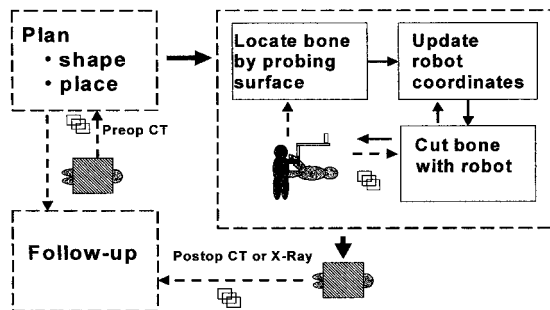 Plan
• shape
• place
Preop CT
Locate bone
by probing
surface
Update
robot
coordinates
Cut bone
with robot
Follow-up
Postop CT or X-Ray